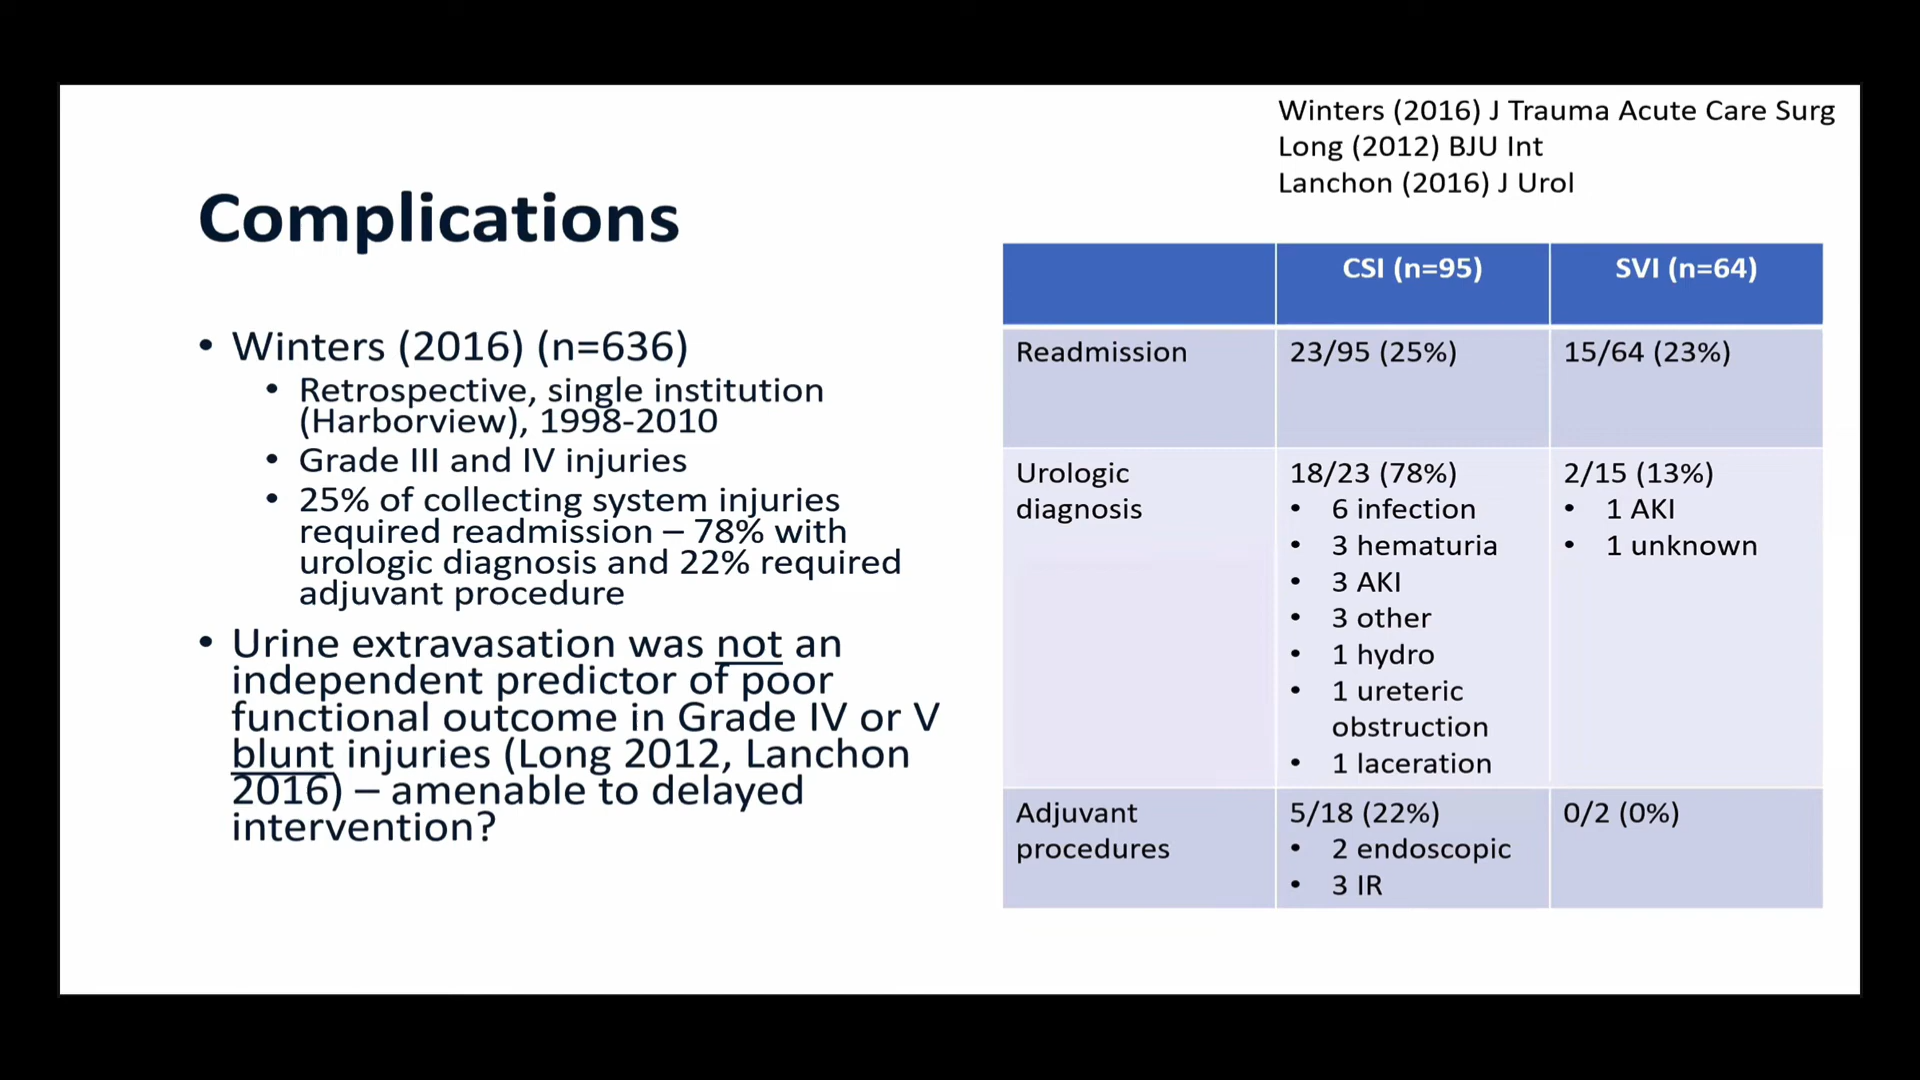 Winters (2016) J Trauma Acute Care Surg
Long (2012) BJU Int
Lanchon (2016) J Urol
Complications
• Winters (2016) (n=636)
• Retrospective, single institution
(Harborview), 1998-2010
• Grade III and IV injuries
• 25% of collecting system injuries
required readmission – 78% with
urologic diagnosis and 22% required
adjuvant procedure
• Urine extravasation was not an
independent predictor of poor
functional outcome in Grade IV or V
blunt injuries (Long 2012, Lanchon
2016) – amenable to delayed
intervention?
CSI (n=95) SVI (n=64)
Readmission 23/95 (25%) 15/64 (23%)
Urologic diagnosis
18/23 (78%)
• 6 infection
• 3 hematuria
• 3 AKI
• 3 other
• 1 hydro
• 1 ureteric
obstruction
• 1 laceration
2/15 (13%)
• 1 AKI
• 1 unknown
Adjuvant
procedures
5/18 (22%)
• 2 endoscopic
• 3 IR
0/2 (0%)